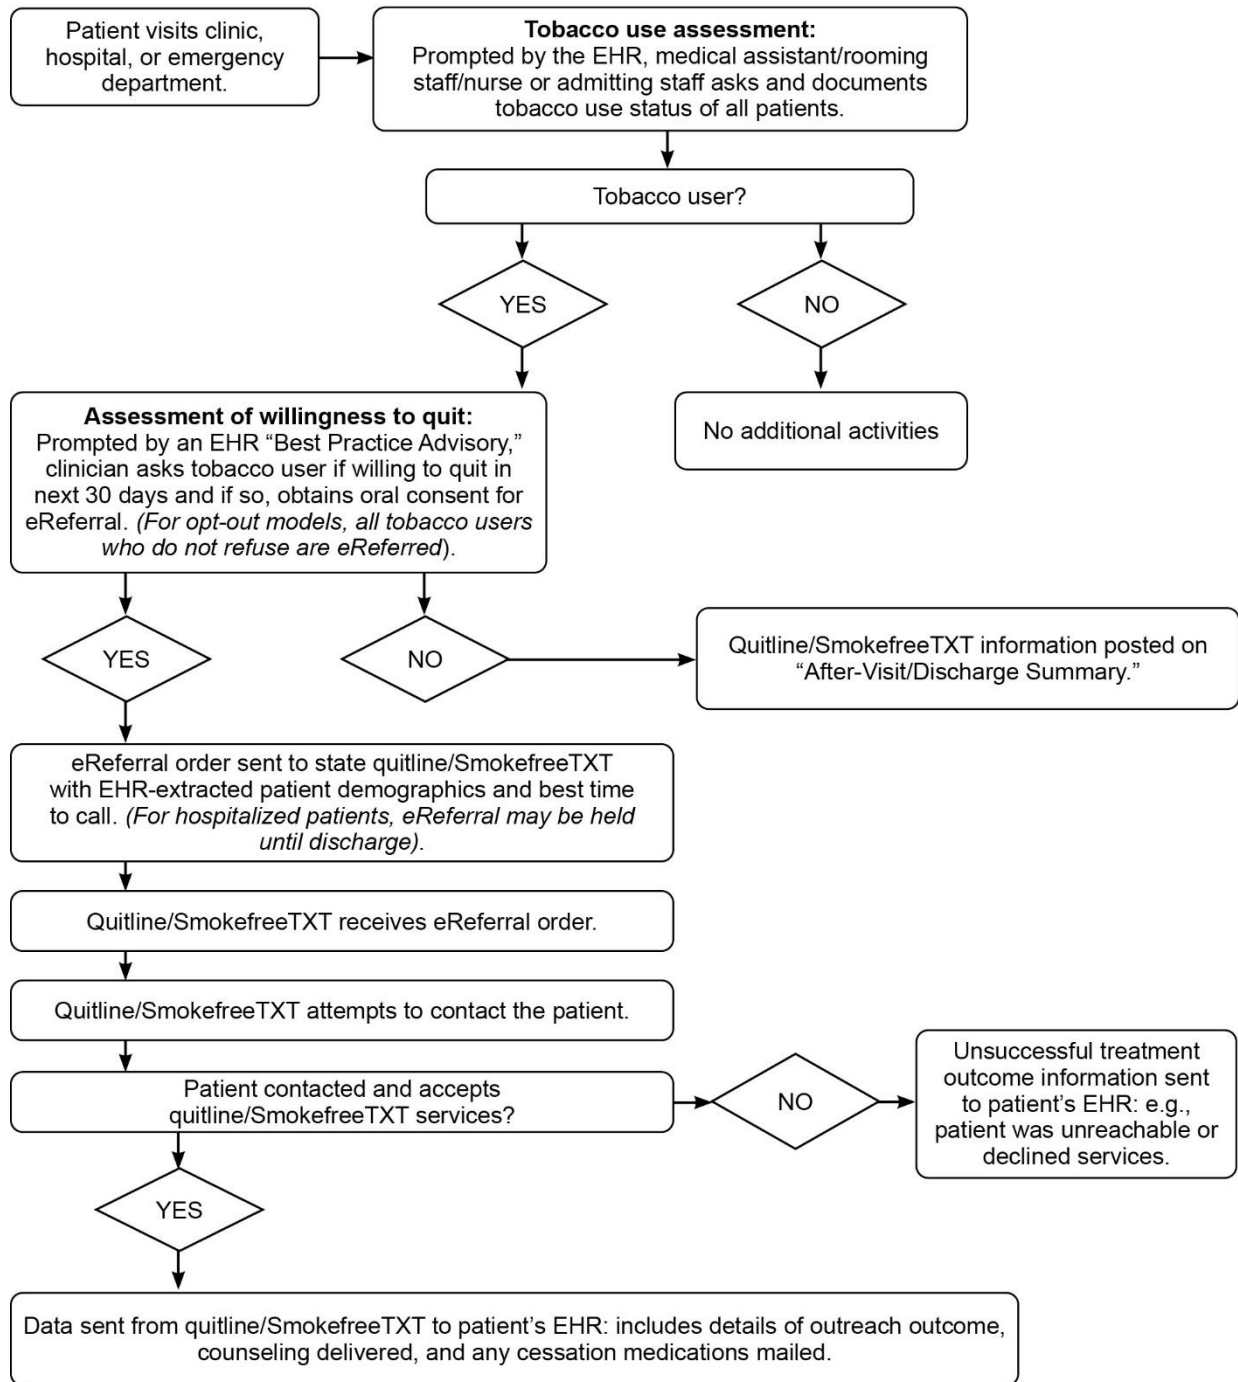 Patient visits clinic,
hospital, or emergency
department.
Tobacco use assessment:
Prompted by the EHR, medical assistant/rooming
staff/nurse or admitting staff asks and documents
tobacco use status of all patients.
Tobacco user?
YES
NO
Assessment of willingness to quit:
Prompted by an EHR “Best Practice Advisory,”
clinician asks tobacco user if willing to quit in
next 30 days and if so, obtains oral consent for
eReferral. (For opt-out models, all tobacco users
who do not refuse are eReferred).
No additional activities
YES
NO
Quitline/SmokefreeTXT information posted on
“After-Visit/Discharge Summary.”
eReferral order sent to state quitline/SmokefreeTXT
with EHR-extracted patient demographics and best time
to call. (For hospitalized patients, eReferral may be held
until discharge).
Quitline/SmokefreeTXT receives eReferral order.
Quitline/SmokefreeTXT attempts to contact the patient.
Patient contacted and accepts
quitline/SmokefreeTXT services?
NO
Unsuccessful treatment
outcome information sent
to patient’s EHR: e.g.,
patient was unreachable or
declined services.
YES
Data sent from quitline/SmokefreeTXT to patient’s EHR: includes details of outreach outcome,
counseling delivered, and any cessation medications mailed.